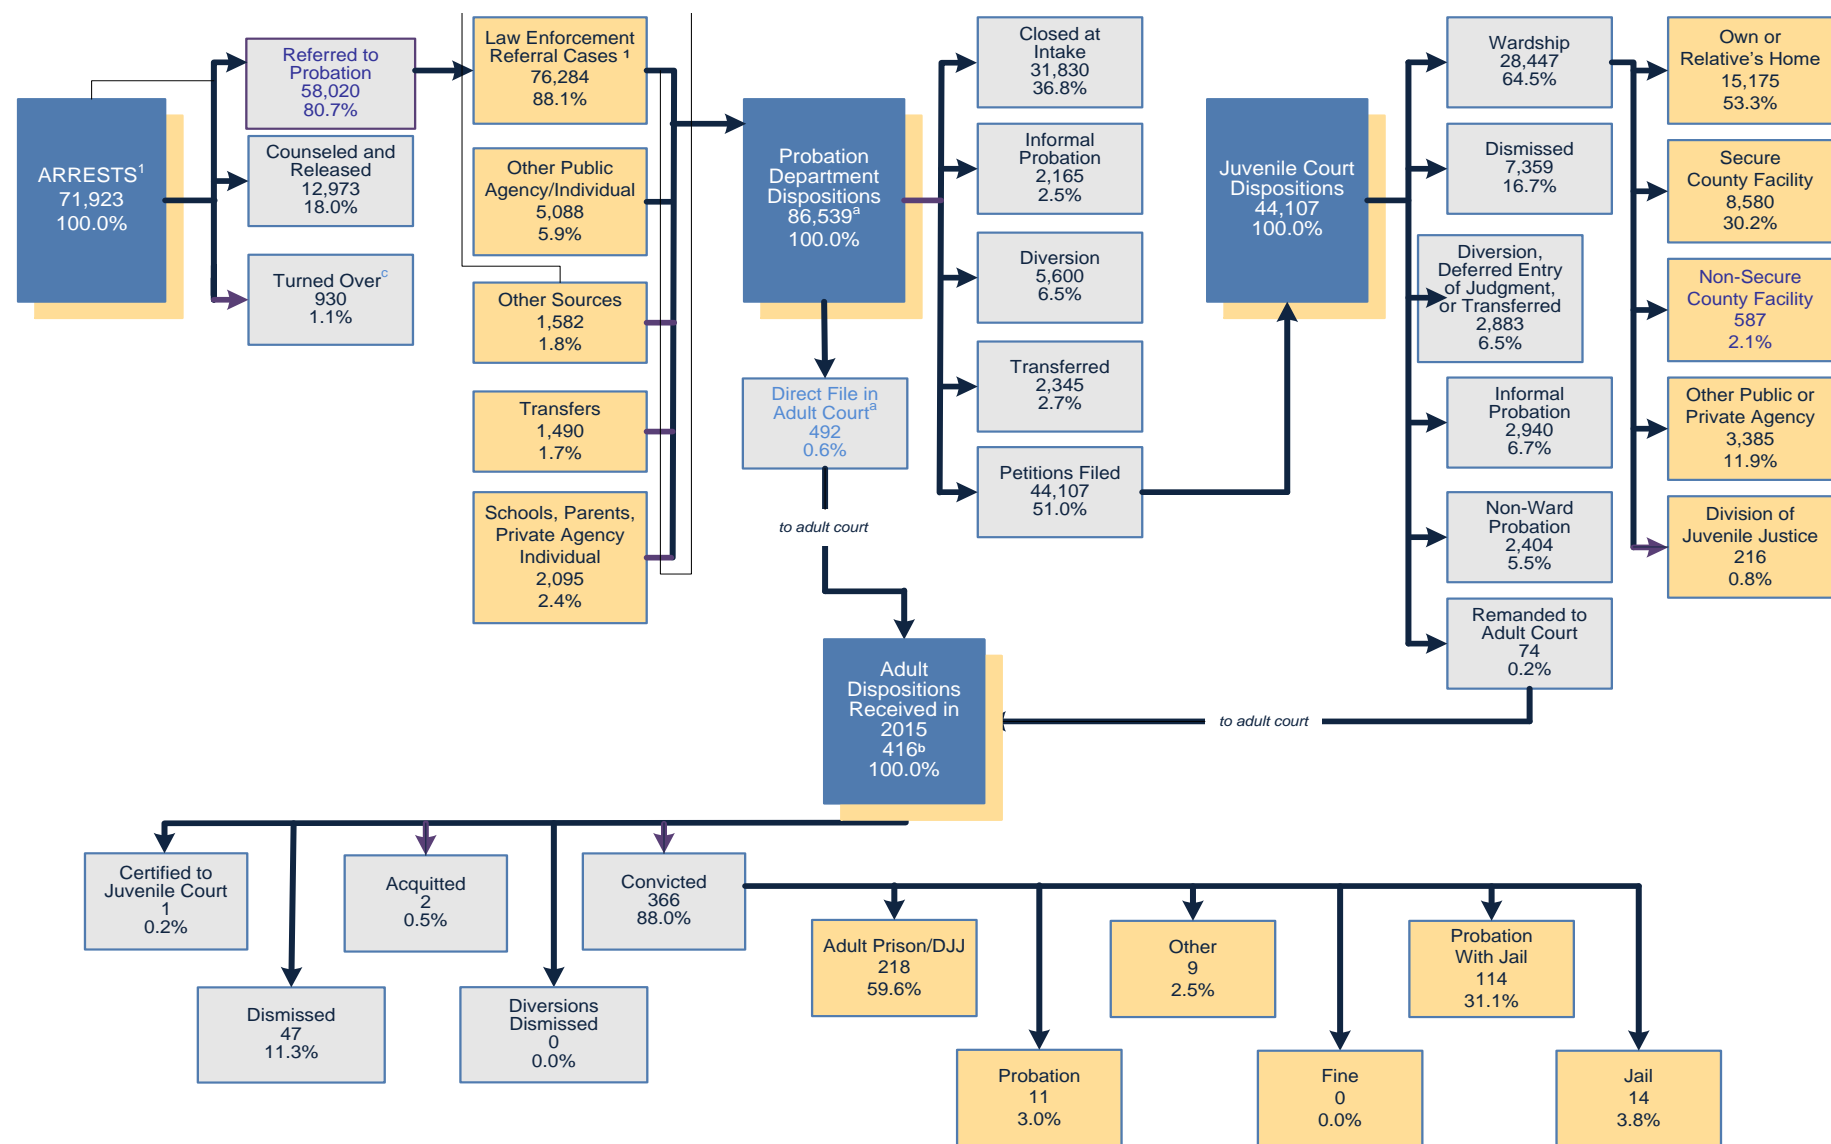 ARRESTS1
71,923
100.0%
Referred to
Probation
58,020
80.7%
Counseled and
Released
12,973
18.0%
Turned Overc
930
1.1%
Law Enforcement
Referral Cases 1
76,284
88.1%
Other Public
Agency/Individual
5,088
5.9%
Other Sources
1,582
1.8%
Transfers
1,490
1.7%
Schools, Parents,
Private Agency
Individual
2,095
2.4%
Probation
Department
Dispositions
86,539a
100.0%
Direct File in
Adult Courta
492
0.6%
to adult court
Closed at
Intake
31,830
36.8%
Informal
Probation
2,165
2.5%
Diversion
5,600
6.5%
Transferred
2,345
2.7%
Petitions Filed
44,107
51.0%
Juvenile Court
Dispositions
44,107
100.0%
Wardship
28,447
64.5%
Dismissed
7,359
16.7%
Diversion,
Deferred Entry
of Judgment,
or Transferred
2,883
6.5%
Informal
Probation
2,940
6.7%
Non-Ward
Probation
2,404
5.5%
Remanded to
Adult Court
74
0.2%
Own or
Relative's Home
15,175
53.3%
Secure
County Facility
8,580
30.2%
Non-Secure
County Facility
587
2.1%
Other Public or
Private Agency
3,385
11.9%
Division of
Juvenile Justice
216
0.8%
to adult court
Adult
Dispositions
Received in
2015
416b
100.0%
Certified to
Juvenile Court
1
0.2%
Dismissed
47
11.3%
Acquitted
2
0.5%
Diversions
Dismissed
0
0.0%
Convicted
366
88.0%
Adult Prison/DJJ
218
59.6%
Probation
11
3.0%
Other
9
2.5%
Fine
0
0.0%
Probation
With Jail
114
31.1%
Jail
14
3.8%